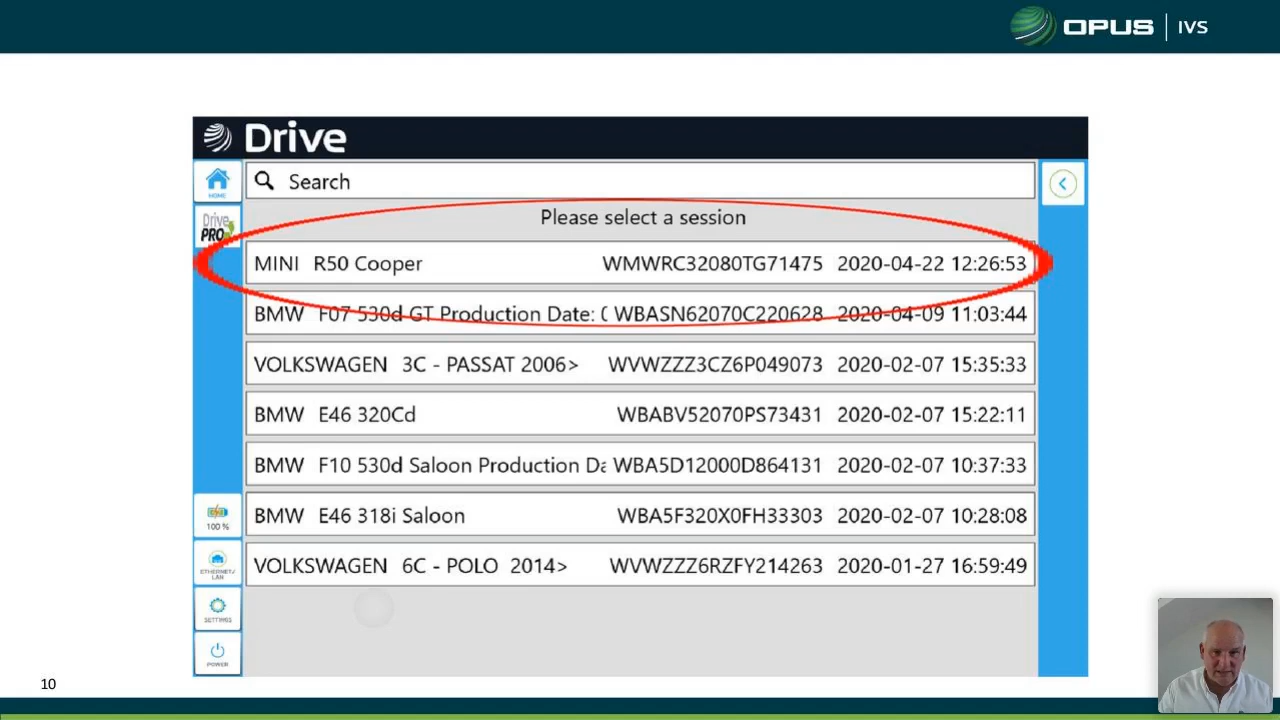 OPUS | IVS
Drive
HOME
Search
Drive PRO
Please select a session
MINI R50 Cooper WMWRC32080TG71475 2020-04-22 12:26:53
BMW F07 530d GT Production Date: ( WBASN62070C220628 2020-04-09 11:03:44
VOLKSWAGEN 3C - PASSAT 2006> WVWZZZ3CZ6P049073 2020-02-07 15:35:33
BMW E46 320Cd WBABV52070PS73431 2020-02-07 15:22:11
BMW F10 530d Saloon Production Da WBA5D12000D864131 2020-02-07 10:37:33
BMW E46 318i Saloon WBA5F320X0FH33303 2020-02-07 10:28:08
VOLKSWAGEN 6C - POLO 2014> WVWZZZ6RZFY214263 2020-01-27 16:59:49
100 %
ETHERNET/
LAN
SETTINGS
POWER
10